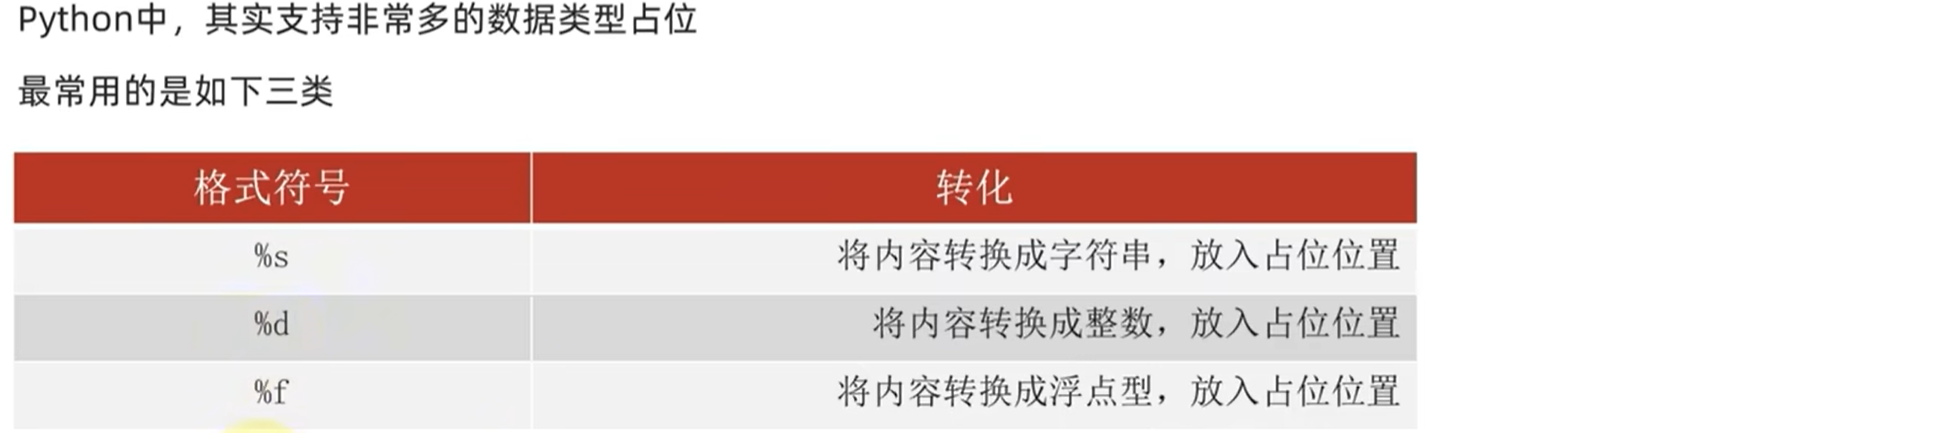 Python中，其实支持非常多的数据类型占位
最常用的是如下三类
格式符号 转化
%s 将内容转换成字符串，放入占位位置
%d 将内容转换成整数，放入占位位置
%f 将内容转换成浮点型，放入占位位置